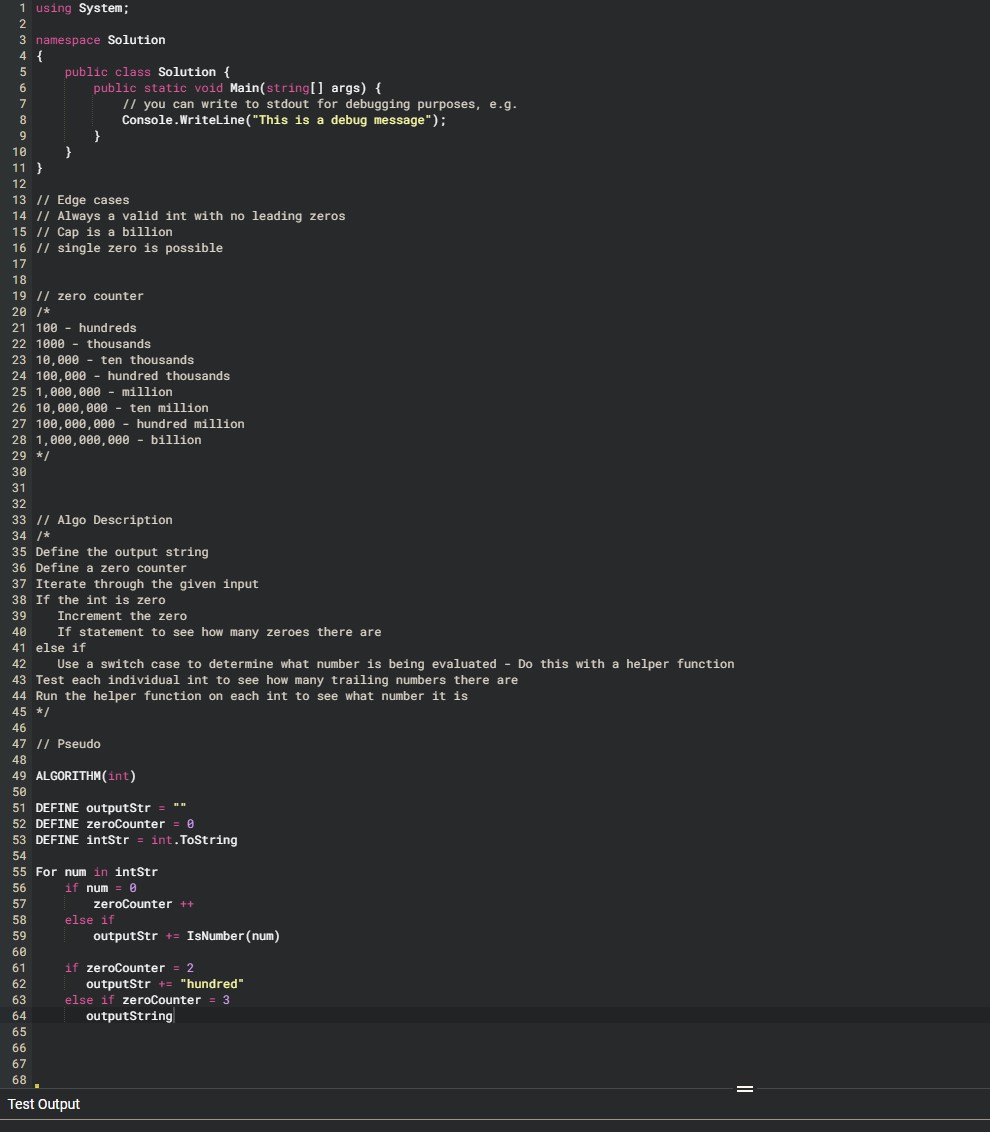 1 using System;
2
3 namespace Solution
4 {
5     public class Solution {
6         public static void Main(string[] args) {
7             // you can write to stdout for debugging purposes, e.g.
8             Console.WriteLine("This is a debug message");
9         }
10     }
11 }
12
13 // Edge cases
14 // Always a valid int with no leading zeros
15 // Cap is a billion
16 // single zero is possible
17
18
19 // zero counter
20 /*
21 100 - hundreds
22 1000 - thousands
23 10,000 - ten thousands
24 100,000 - hundred thousands
25 1,000,000 - million
26 10,000,000 - ten million
27 100,000,000 - hundred million
28 1,000,000,000 - billion
29 */
30
31
32
33 // Algo Description
34 /*
35 Define the output string
36 Define a zero counter
37 Iterate through the given input
38 If the int is zero
39    Increment the zero
40    If statement to see how many zeroes there are
41 else if
42    Use a switch case to determine what number is being evaluated - Do this with a helper function
43 Test each individual int to see how many trailing numbers there are
44 Run the helper function on each int to see what number it is
45 */
46
47 // Pseudo
48
49 ALGORITHM(int)
50
51 DEFINE outputStr = ""
52 DEFINE zeroCounter = 0
53 DEFINE intStr = int.ToString
54
55 For num in intStr
56     if num = 0
57         zeroCounter ++
58     else if
59         outputStr += IsNumber(num)
60
61     if zeroCounter = 2
62        outputStr += "hundred"
63     else if zeroCounter = 3
64        outputString
65
66
67
68
Test Output